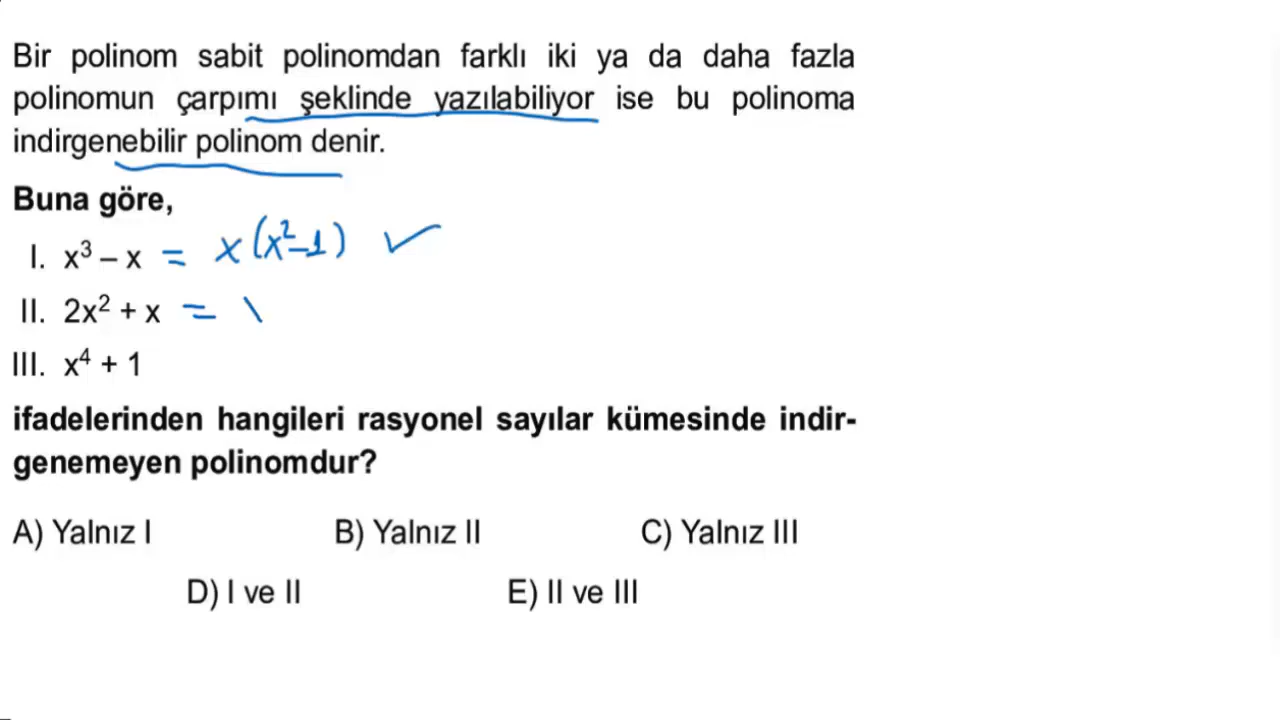 Bir polinom sabit polinomdan farklı iki ya da daha fazla
polinomun çarpımı şeklinde yazılabiliyor ise bu polinoma
indirgenebilir polinom denir.
Buna göre,
I. x³ – x = x(x²-1) ✓
II. 2x² + x = \
III. x⁴ + 1
ifadelerinden hangileri rasyonel sayılar kümesinde indir-
genemeyen polinomdur?
A) Yalnız I B) Yalnız II C) Yalnız III
D) I ve II E) II ve III